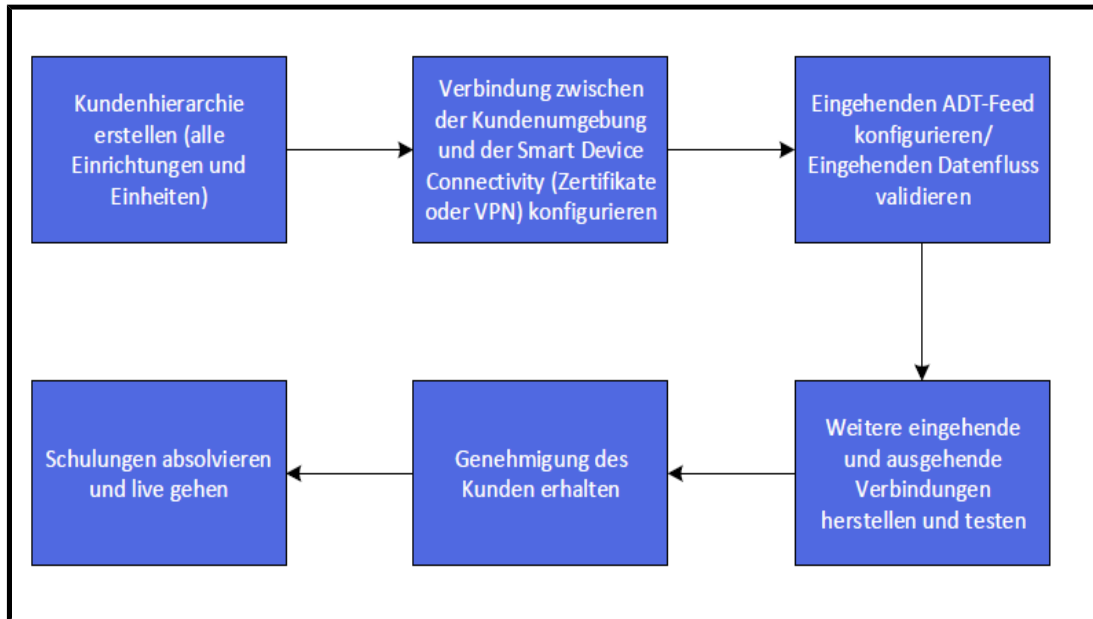 Kundenhierarchie
erstellen (alle
Einrichtungen und
Einheiten)
Verbindung zwischen
der Kundenumgebung
und der Smart Device
Connectivity (Zertifikate
oder VPN) konfigurieren
Eingehenden ADT-Feed
konfigurieren/
Eingehenden Datenfluss
validieren
Weitere eingehende
und ausgehende
Verbindungen
herstellen und testen
Genehmigung des
Kunden erhalten
Schulungen absolvieren
und live gehen